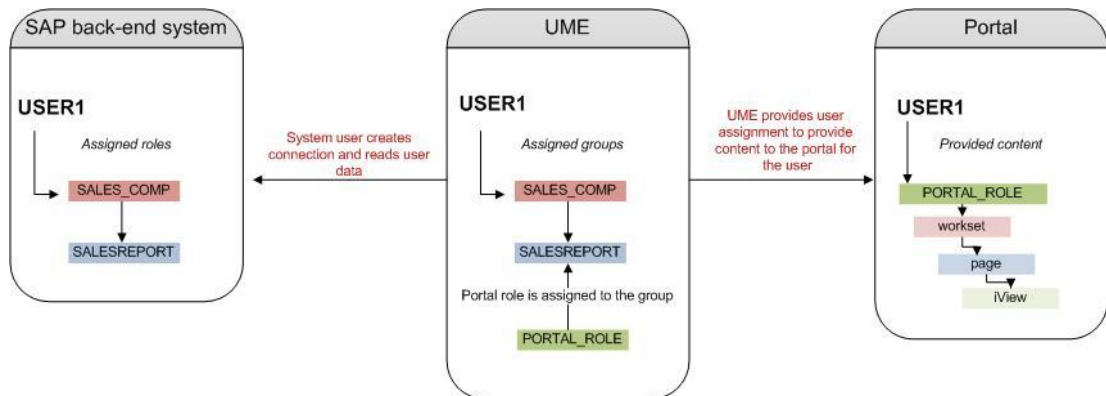 SAP back-end system
USER1
Assigned roles
SALES_COMP
SALESREPORT
System user creates
connection and reads user
data
UME
USER1
Assigned groups
SALES_COMP
SALESREPORT
Portal role is assigned to the group
PORTAL_ROLE
UME provides user
assignment to provide
content to the portal for
the user
Portal
USER1
Provided content
PORTAL_ROLE
workset
page
iView